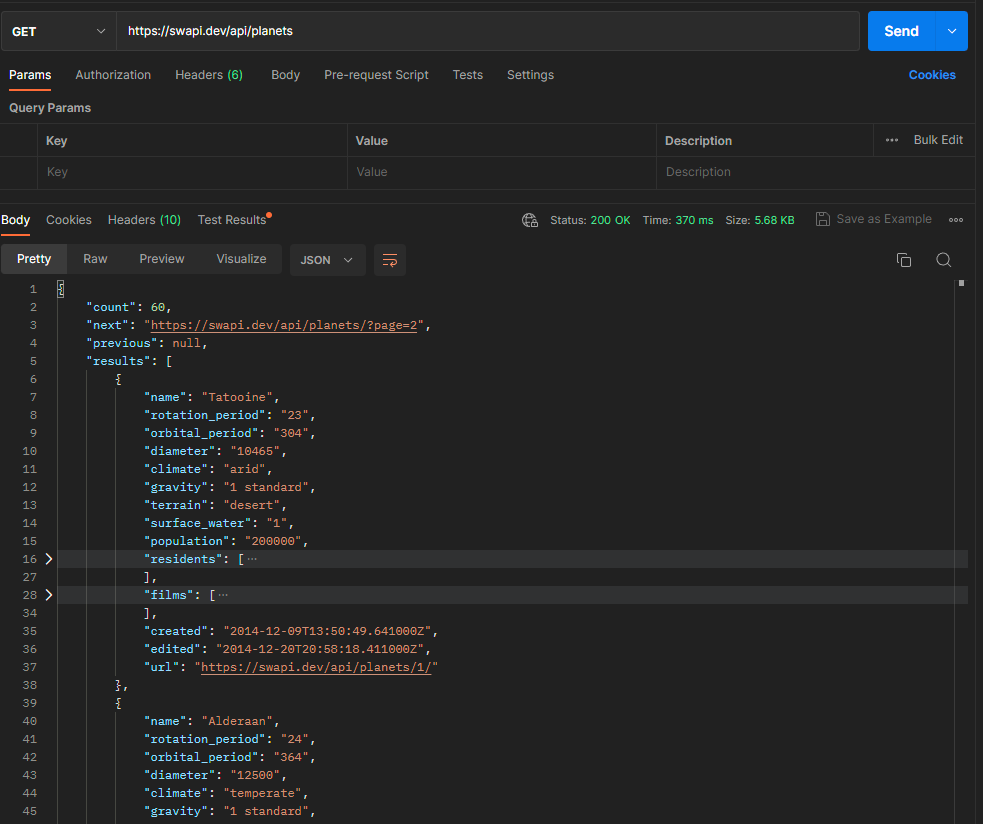 GET https://swapi.dev/api/planets Send
Params Authorization Headers (6) Body Pre-request Script Tests Settings Cookies
Query Params
Key Value Description ••• Bulk Edit
Key Value Description
Body Cookies Headers (10) Test Results Status: 200 OK Time: 370 ms Size: 5.68 KB Save as Example
Pretty Raw Preview Visualize JSON
1 {
2 "count": 60,
3 "next": "https://swapi.dev/api/planets/?page=2",
4 "previous": null,
5 "results": [
6 {
7 "name": "Tatooine",
8 "rotation_period": "23",
9 "orbital_period": "304",
10 "diameter": "10465",
11 "climate": "arid",
12 "gravity": "1 standard",
13 "terrain": "desert",
14 "surface_water": "1",
15 "population": "200000",
16 "residents": [ ···
27 ],
28 "films": [ ···
34 ],
35 "created": "2014-12-09T13:50:49.641000Z",
36 "edited": "2014-12-20T20:58:18.411000Z",
37 "url": "https://swapi.dev/api/planets/1/"
38 },
39 {
40 "name": "Alderaan",
41 "rotation_period": "24",
42 "orbital_period": "364",
43 "diameter": "12500",
44 "climate": "temperate",
45 "gravity": "1 standard",